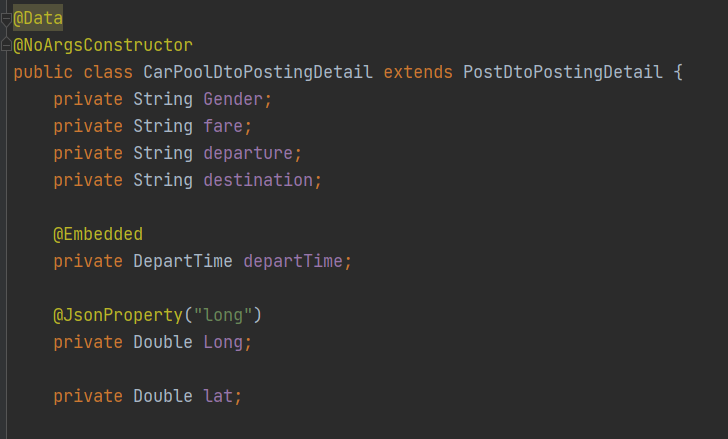 @Data
@NoArgsConstructor
public class CarPoolDtoPostingDetail extends PostDtoPostingDetail {
    private String Gender;
    private String fare;
    private String departure;
    private String destination;

    @Embedded
    private DepartTime departTime;

    @JsonProperty("long")
    private Double Long;

    private Double lat;